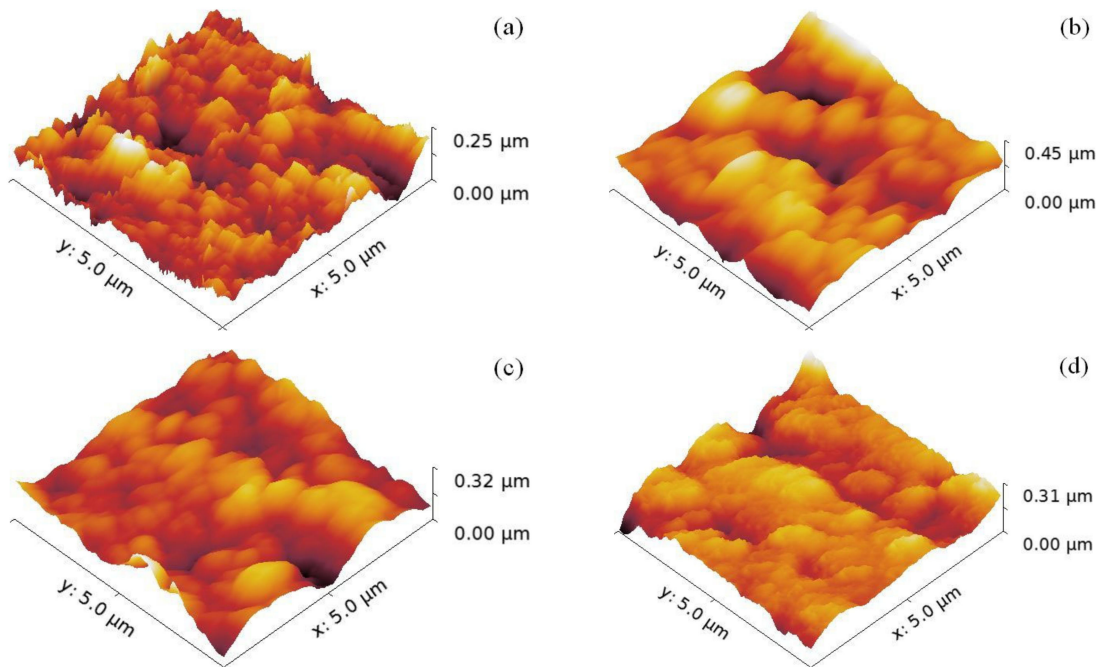 (a)
0.25 µm
0.00 µm
y: 5.0 µm
x: 5.0 µm
(b)
0.45 µm
0.00 µm
y: 5.0 µm
x: 5.0 µm
(c)
0.32 µm
0.00 µm
y: 5.0 µm
x: 5.0 µm
(d)
0.31 µm
0.00 µm
y: 5.0 µm
x: 5.0 µm